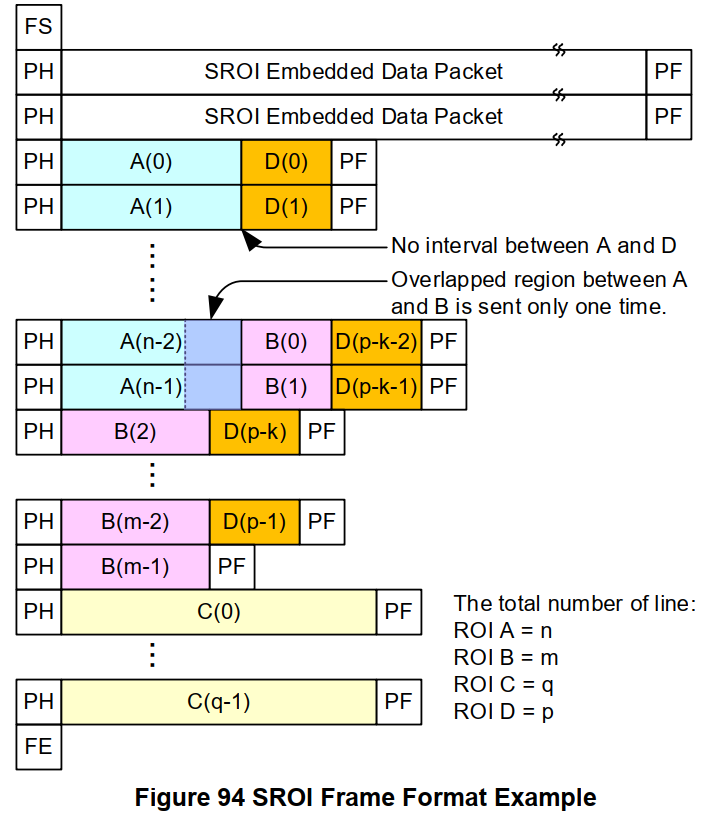 FS
PH SROI Embedded Data Packet PF
PH SROI Embedded Data Packet PF
PH A(0) D(0) PF
PH A(1) D(1) PF
No interval between A and D
Overlapped region between A
and B is sent only one time.
PH A(n-2) B(0) D(p-k-2) PF
PH A(n-1) B(1) D(p-k-1) PF
PH B(2) D(p-k) PF
PH B(m-2) D(p-1) PF
PH B(m-1) PF
PH C(0) PF
The total number of line:
ROI A = n
ROI B = m
ROI C = q
ROI D = p
PH C(q-1) PF
FE
Figure 94 SROI Frame Format Example